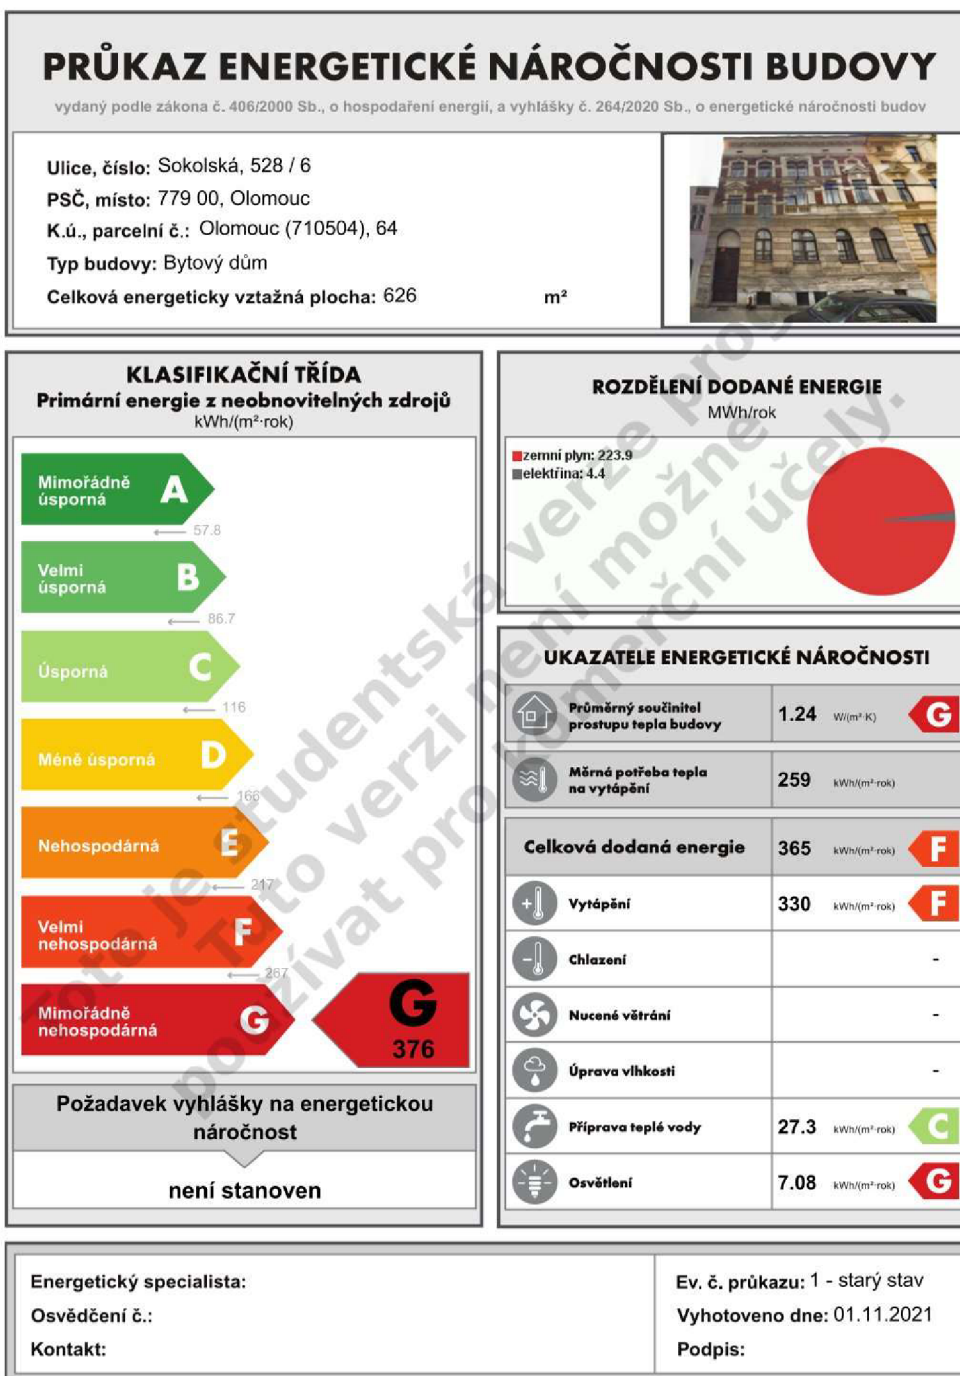 PRŮKAZ ENERGETICKÉ NÁROČNOSTI BUDOVY
vydaný podle zákona č. 406/2000 Sb., o hospodaření energií, a vyhlášky č. 264/2020 Sb., o energetické náročnosti budov
Ulice, číslo: Sokolská, 528 / 6
PSČ, místo: 779 00, Olomouc
K.ú., parcelní č.: Olomouc (710504), 64
Typ budovy: Bytový dům
Celková energeticky vztažná plocha: 626 m²
KLASIFIKAČNÍ TŘÍDA
Primární energie z neobnovitelných zdrojů
kWh/(m²·rok)
Mimořádně
úsporná A
57.8
Velmi
úsporná B
86.7
Úsporná C
116
Méně úsporná D
166
Nehospodárná E
217
Velmi
nehospodárná F
267
Mimořádně
nehospodárná G
G
376
Požadavek vyhlášky na energetickou
náročnost
není stanoven
ROZDĚLENÍ DODANÉ ENERGIE
MWh/rok
zemní plyn: 223.9
elektřina: 4.4
UKAZATELE ENERGETICKÉ NÁROČNOSTI
Průměrný součinitel
prostupu tepla budovy 1.24 W/(m²·K) G
Měrná potřeba tepla
na vytápění 259 kWh/(m²·rok)
Celková dodaná energie 365 kWh/(m²·rok) F
Vytápění 330 kWh/(m²·rok) F
Chlazení -
Nucené větrání -
Úprava vlhkosti -
Příprava teplé vody 27.3 kWh/(m²·rok) C
Osvětlení 7.08 kWh/(m²·rok) G
Toto je studentská verze prog
Tuto verzi není možné
používat pro komerční účely.
Energetický specialista:
Osvědčení č.:
Kontakt:
Ev. č. průkazu: 1 - starý stav
Vyhotoveno dne: 01.11.2021
Podpis: